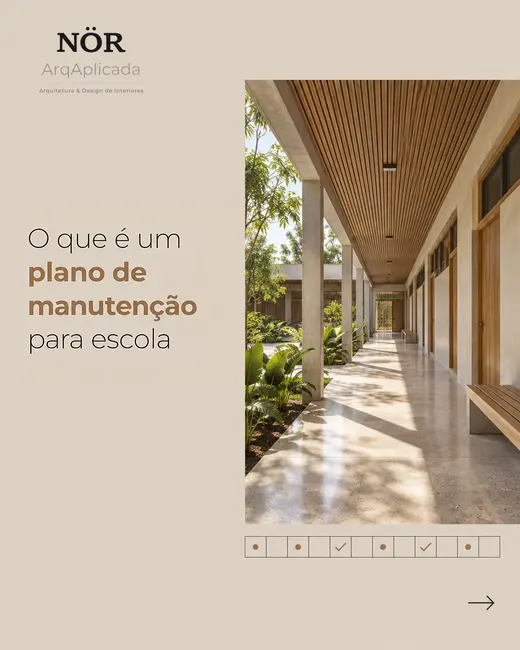 NÖR
ArqAplicada
Arquitetura & Design de Interiores
O que é um
plano de
manutenção
para escola